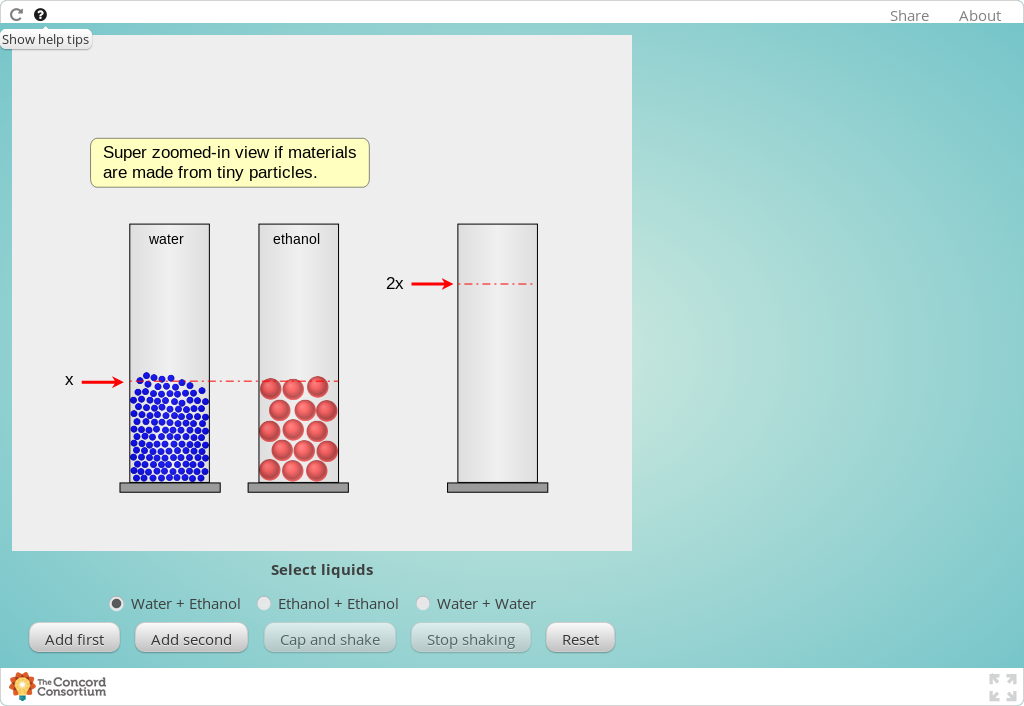 Share About
Show help tips
Super zoomed-in view if materials
are made from tiny particles.
water ethanol
2x
x
Select liquids
Water + Ethanol Ethanol + Ethanol Water + Water
Add first Add second Cap and shake Stop shaking Reset
The Concord
Consortium